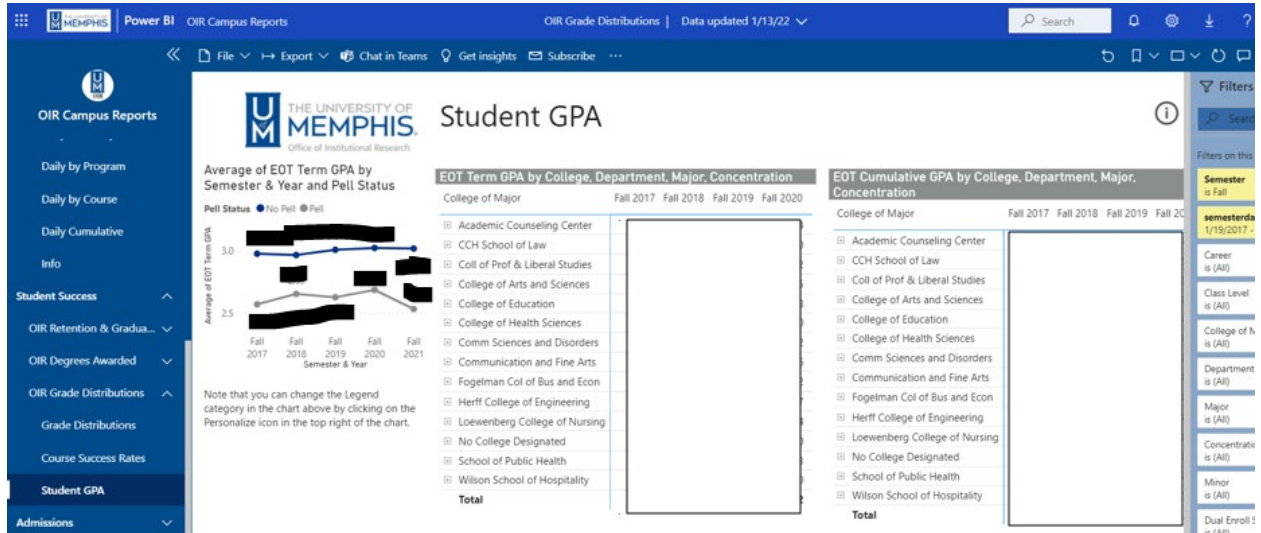 THE UNIVERSITY OF MEMPHIS
Power BI
OIR Campus Reports
OIR Grade Distributions | Data updated 1/13/22
Search
?
File
Export
Chat in Teams
Get insights
Subscribe
...
OIR Campus Reports
Daily by Program
Daily by Course
Daily Cumulative
Info
Student Success
OIR Retention & Gradua...
OIR Degrees Awarded
OIR Grade Distributions
Grade Distributions
Course Success Rates
Student GPA
Admissions
THE UNIVERSITY OF
MEMPHIS.
Office of Institutional Research
Student GPA
Average of EOT Term GPA by
Semester & Year and Pell Status
Pell Status No Pell Pell
Average of EOT Term GPA
3.0
2.5
Fall 2017
Fall 2018
Fall 2019
Fall 2020
Fall 2021
Semester & Year
Note that you can change the Legend
category in the chart above by clicking on the
Personalize icon in the top right of the chart.
EOT Term GPA by College, Department, Major, Concentration
College of Major Fall 2017 Fall 2018 Fall 2019 Fall 2020
Academic Counseling Center
CCH School of Law
Coll of Prof & Liberal Studies
College of Arts and Sciences
College of Education
College of Health Sciences
Comm Sciences and Disorders
Communication and Fine Arts
Fogelman Col of Bus and Econ
Herff College of Engineering
Loewenberg College of Nursing
No College Designated
School of Public Health
Wilson School of Hospitality
Total
EOT Cumulative GPA by College, Department, Major,
Concentration
College of Major Fall 2017 Fall 2018 Fall 2019 Fall 20
Academic Counseling Center
CCH School of Law
Coll of Prof & Liberal Studies
College of Arts and Sciences
College of Education
College of Health Sciences
Comm Sciences and Disorders
Communication and Fine Arts
Fogelman Col of Bus and Econ
Herff College of Engineering
Loewenberg College of Nursing
No College Designated
School of Public Health
Wilson School of Hospitality
Total
Filters
Searc
Filters on this
Semester
is Fall
semesterda
1/19/2017 -
Career
is (All)
Class Level
is (All)
College of M
is (All)
Department
is (All)
Major
is (All)
Concentratio
is (All)
Minor
is (All)
Dual Enroll S